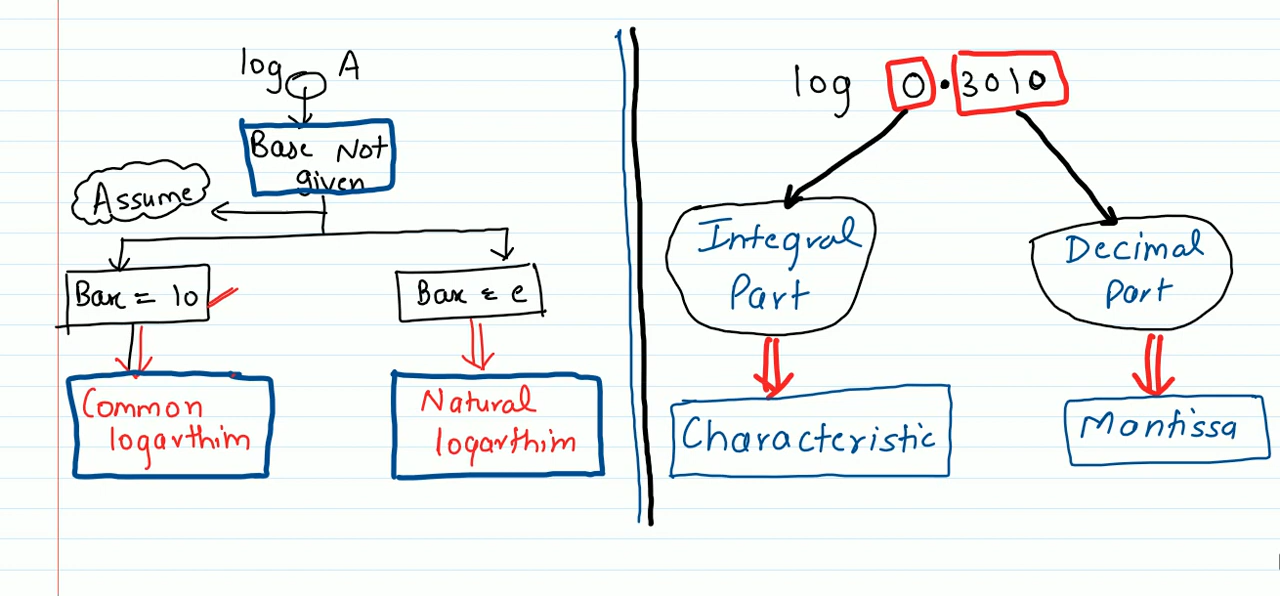 log A
Base Not
given
Assume
Base = 10
Base = e
Common
logarthim
Natural
logarthim
log 0.3010
Integral
Part
Decimal
Part
Characteristic
Mantissa